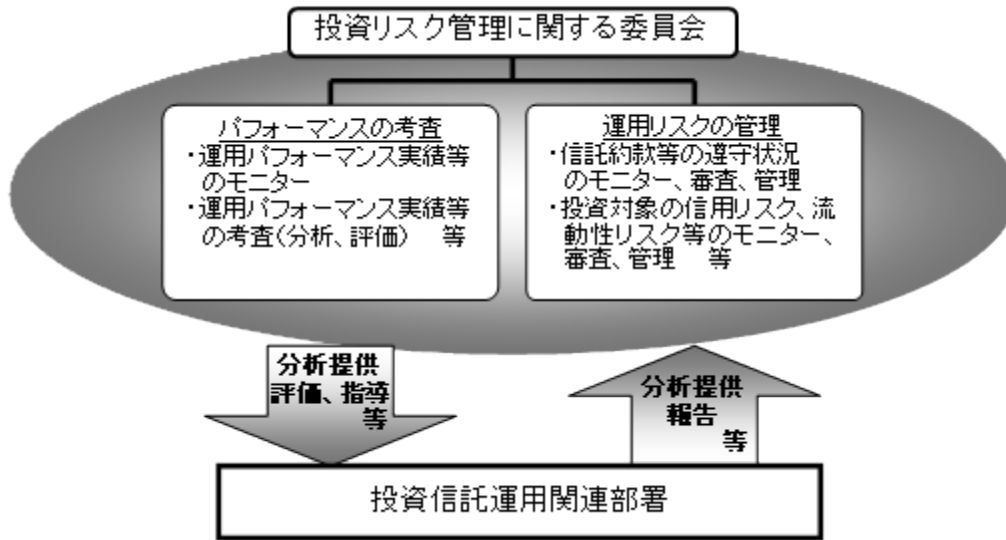 投資リスク管理に関する委員会
パフォーマンスの考査
・運用パフォーマンス実績等
のモニター
・運用パフォーマンス実績等
の考査(分析、評価)　等
運用リスクの管理
・信託約款等の遵守状況
のモニター、審査、管理
・投資対象の信用リスク、流
動性リスク等のモニター、
審査、管理　等
分析提供
評価、指導
等
分析提供
報告
等
投資信託運用関連部署